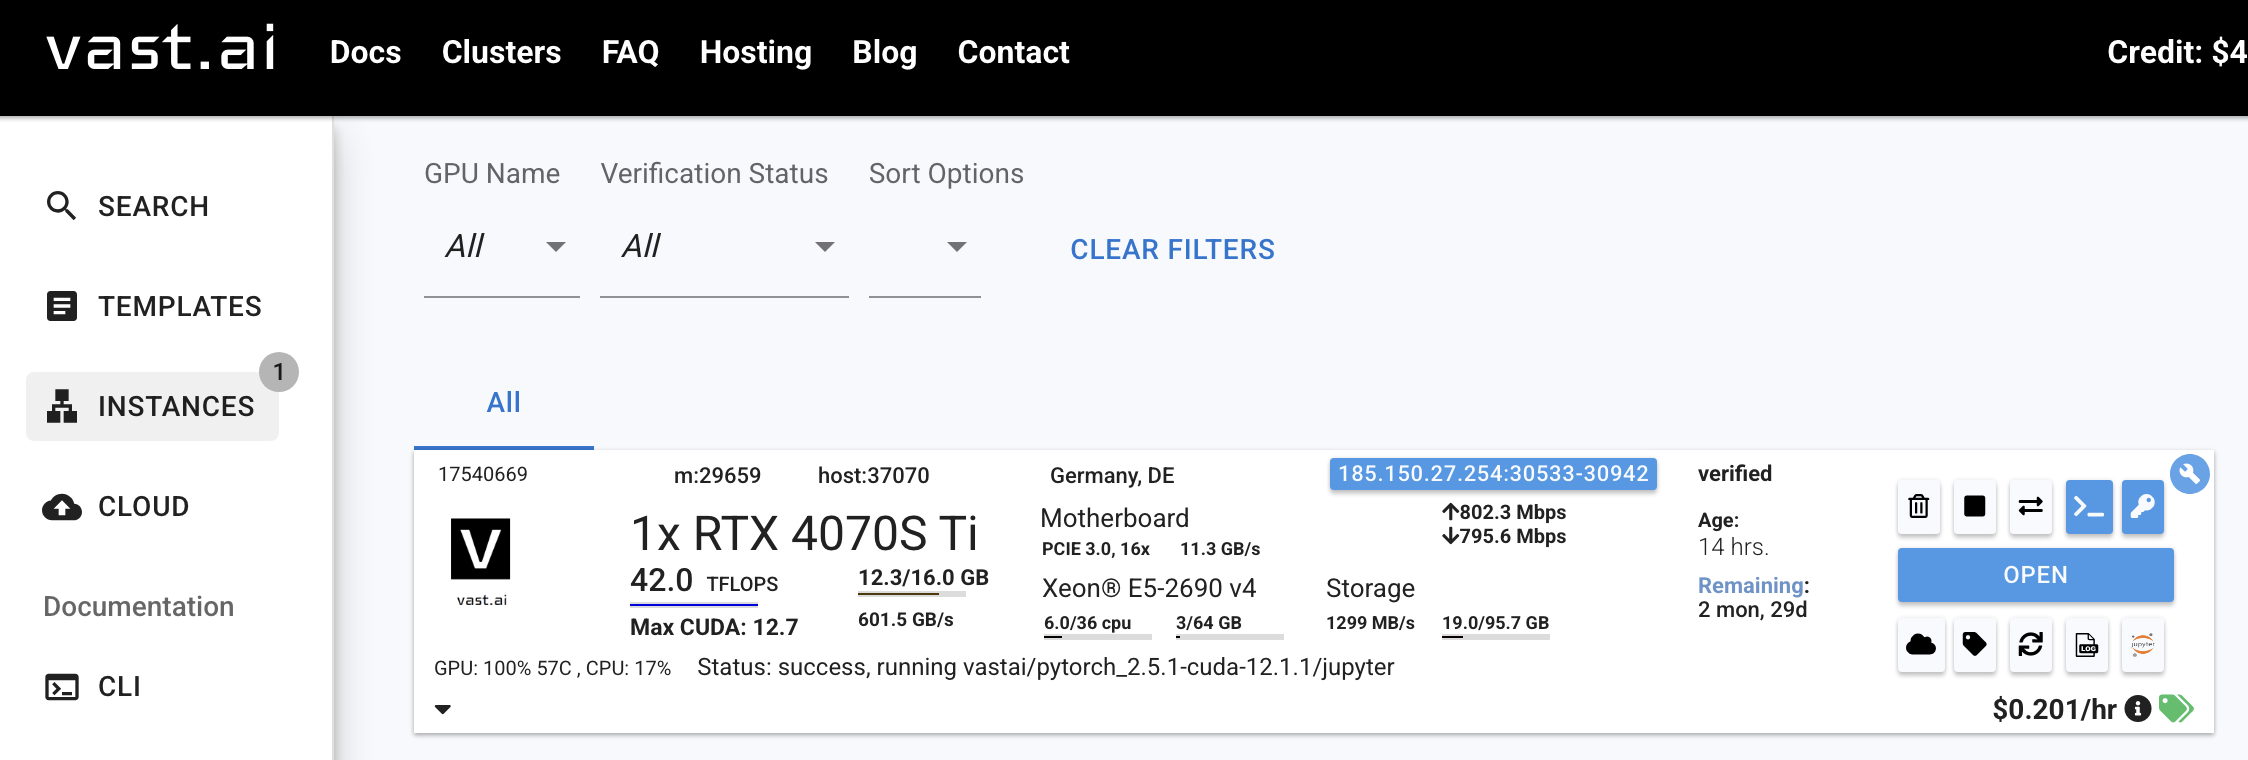 vast.ai Docs Clusters FAQ Hosting Blog Contact Credit: $4
SEARCH
TEMPLATES
INSTANCES 1
CLOUD
Documentation
CLI
GPU Name Verification Status Sort Options
All All CLEAR FILTERS
All
17540669 m:29659 host:37070 Germany, DE 185.150.27.254:30533-30942 verified
V
vast.ai
1x RTX 4070S Ti
42.0 TFLOPS 12.3/16.0 GB
Max CUDA: 12.7 601.5 GB/s
Motherboard
PCIE 3.0, 16x 11.3 GB/s
Xeon® E5-2690 v4
6.0/36 cpu 3/64 GB
↑802.3 Mbps
↓795.6 Mbps
Storage
1299 MB/s 19.0/95.7 GB
Age:
14 hrs.
Remaining:
2 mon, 29d
OPEN
LOG
jupyter
GPU: 100% 57C , CPU: 17% Status: success, running vastai/pytorch_2.5.1-cuda-12.1.1/jupyter
$0.201/hr